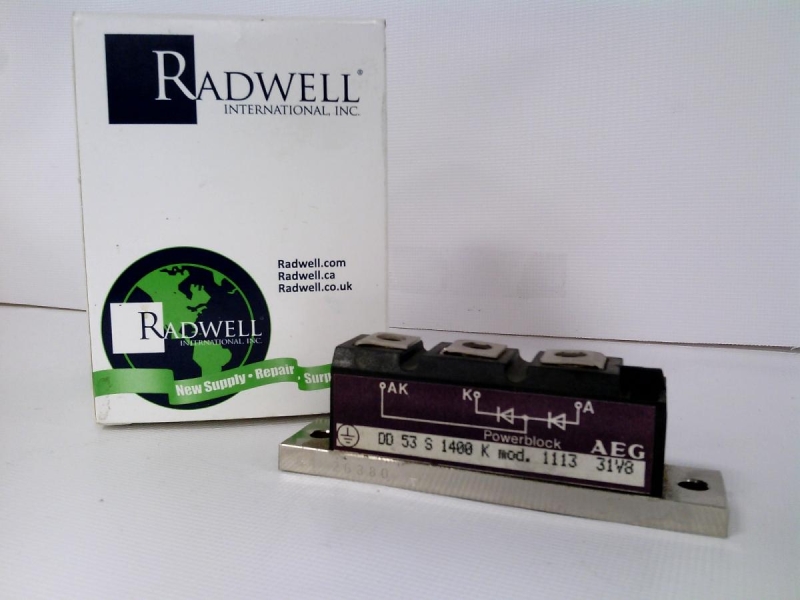 RADWELL®
INTERNATIONAL, INC.
Radwell.com
Radwell.ca
Radwell.co.uk
RADWELL
INTERNATIONAL, INC.
New Supply • Repair •
AK
K
A
Powerblock
AEG
DD 53 S 1400 K mod. 1113 31V8